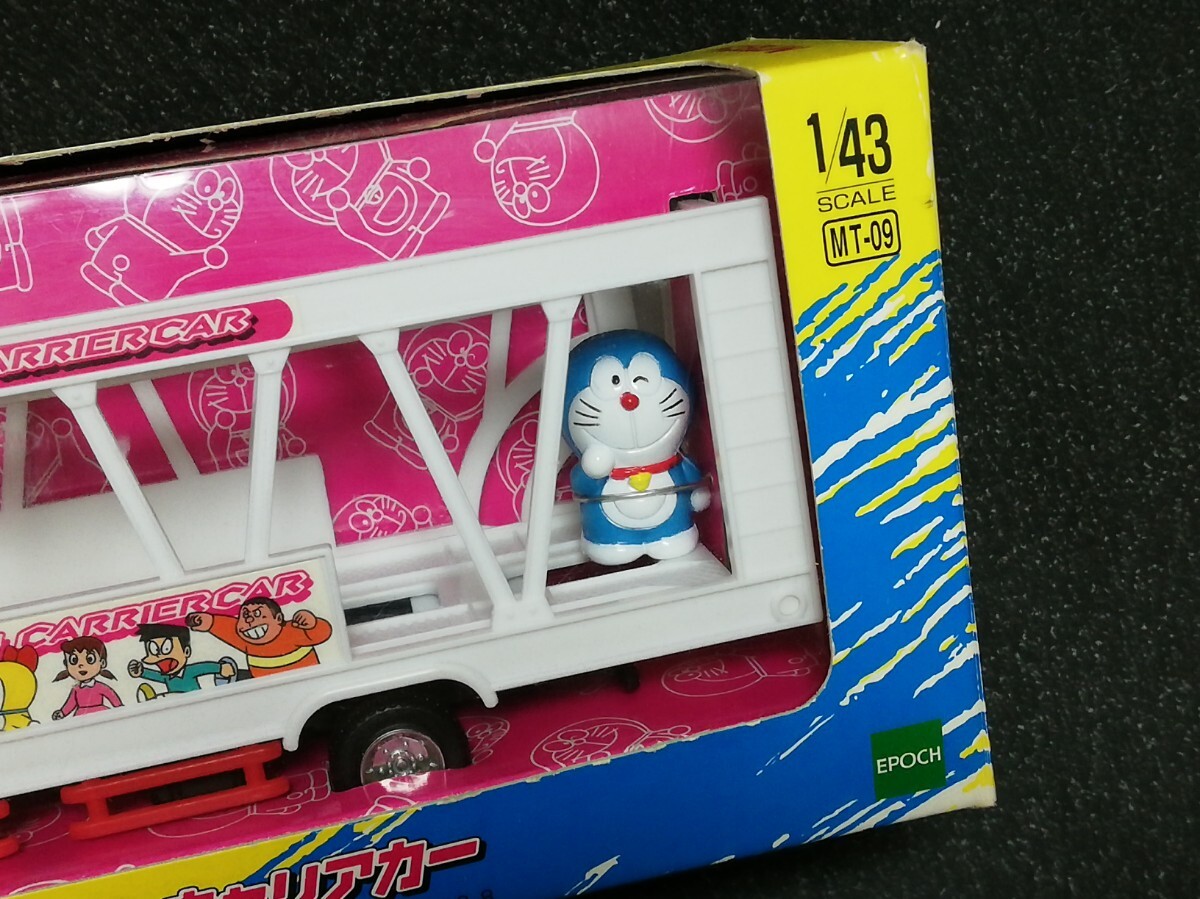 1/43
SCALE
MT-09
CARRIER CAR
CARRIER CAR
EPOCH
キャリアカー